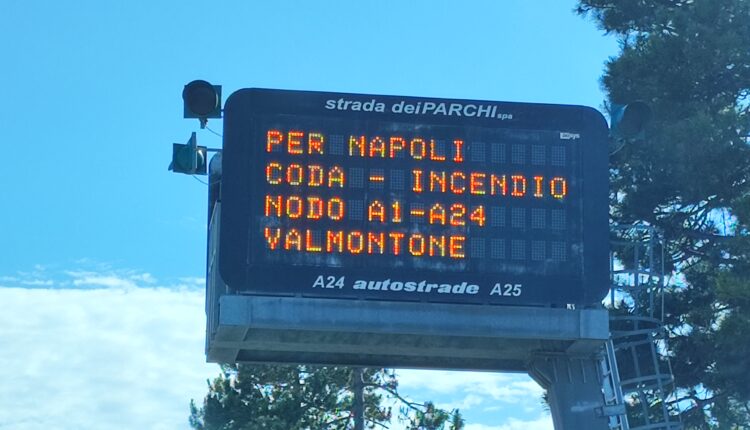 strada deiPARCHI spa
PER NAPOLI
CODA - INCENDIO
NODO A1-A24
VALMONTONE
A24 autostrade A25